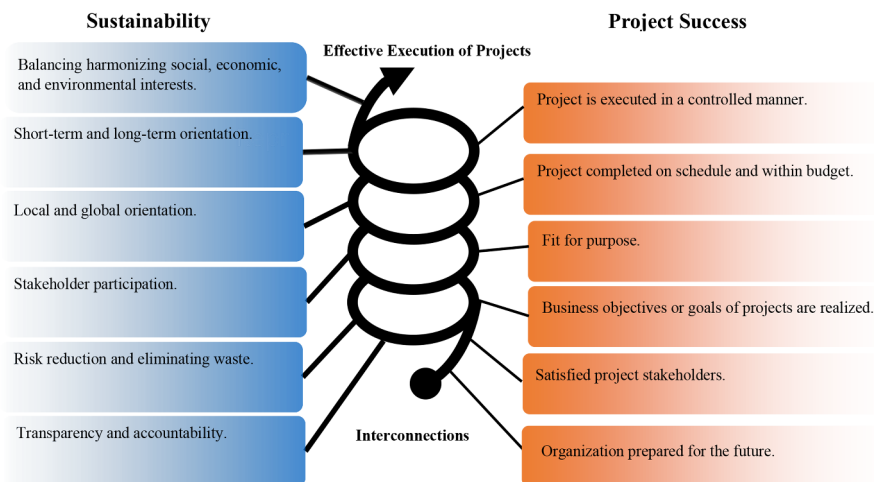 Sustainability
Project Success
Effective Execution of Projects
Balancing harmonizing social, economic,
and environmental interests.
Short-term and long-term orientation.
Local and global orientation.
Stakeholder participation.
Risk reduction and eliminating waste.
Transparency and accountability.
Project is executed in a controlled manner.
Project completed on schedule and within budget.
Fit for purpose.
Business objectives or goals of projects are realized.
Satisfied project stakeholders.
Organization prepared for the future.
Interconnections